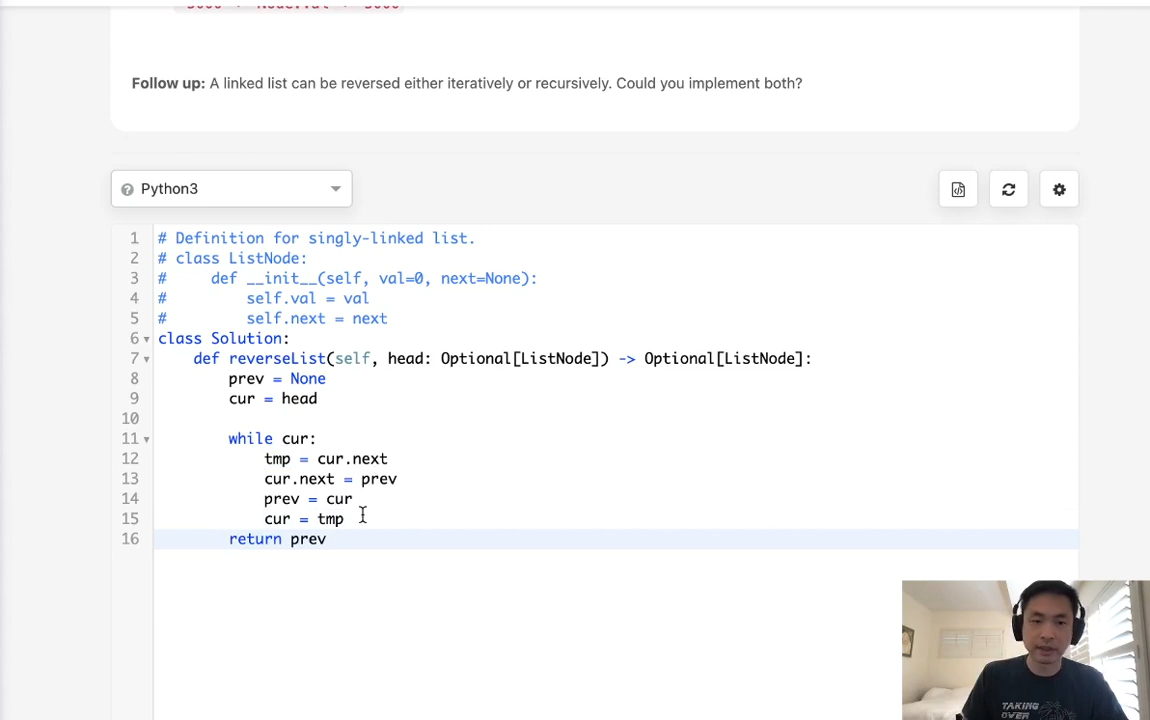 Follow up: A linked list can be reversed either iteratively or recursively. Could you implement both?
Python3
1 # Definition for singly-linked list.
2 # class ListNode:
3 #     def __init__(self, val=0, next=None):
4 #         self.val = val
5 #         self.next = next
6 class Solution:
7     def reverseList(self, head: Optional[ListNode]) -> Optional[ListNode]:
8         prev = None
9         cur = head
10
11         while cur:
12             tmp = cur.next
13             cur.next = prev
14             prev = cur
15             cur = tmp
16         return prev
TAKING
OVER